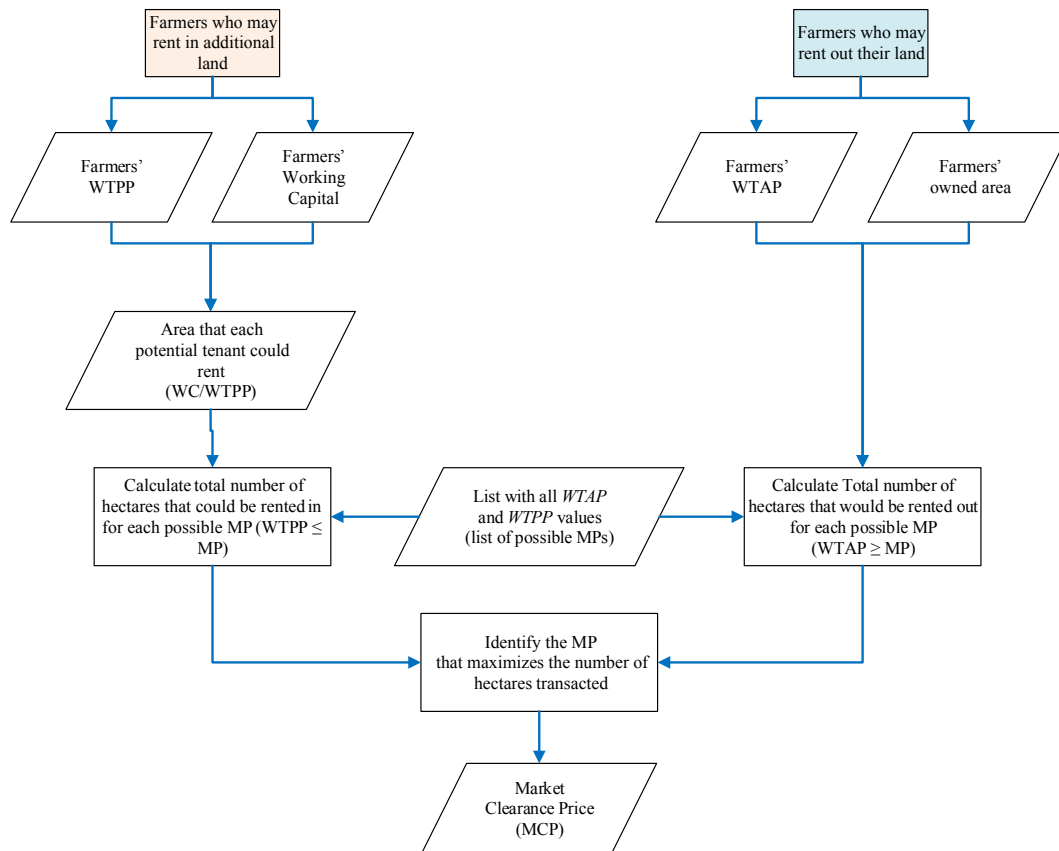 Farmers who may
rent in additional
land
Farmers who may
rent out their land
Farmers’
WTPP
Farmers’
Working
Capital
Farmers’
WTAP
Farmers’
owned area
Area that each
potential tenant could
rent
(WC/WTPP)
Calculate total number of
hectares that could be rented in
for each possible MP (WTPP ≤
MP)
List with all WTAP
and WTPP values
(list of possible MPs)
Calculate Total number of
hectares that would be rented out
for each possible MP
(WTAP ≥ MP)
Identify the MP
that maximizes the number of
hectares transacted
Market
Clearance Price
(MCP)